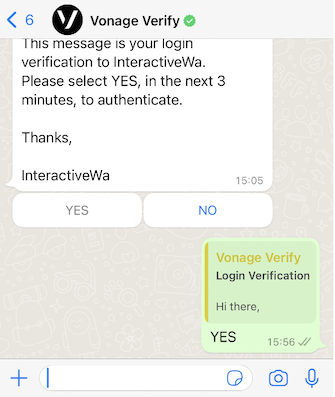 6
Vonage Verify
This message is your login
verification to InteractiveWa.
Please select YES, in the next 3
minutes, to authenticate.
Thanks,
InteractiveWa
15:05
YES
NO
Vonage Verify
Login Verification
Hi there,
YES
15:56